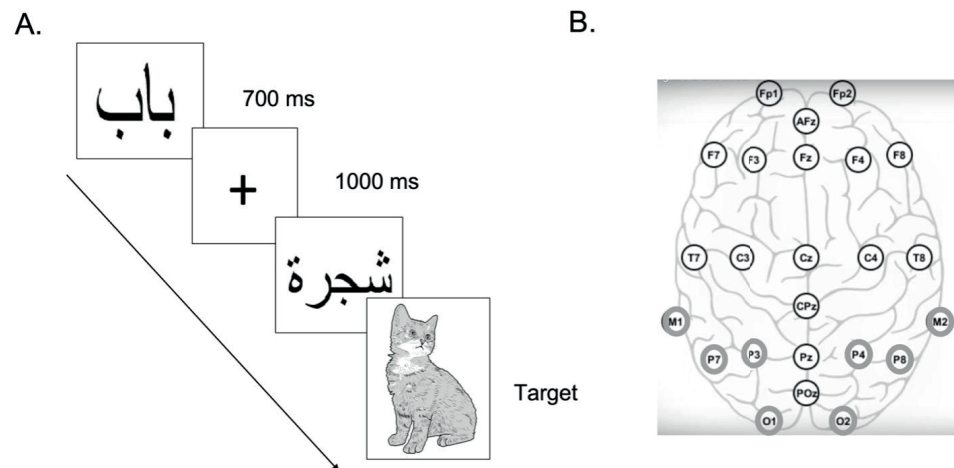 A.
باب
700 ms
+
1000 ms
شجرة
Target
B.
Fp1 Fp2
AFz
F7 F3 Fz F4 F8
T7 C3 Cz C4 T8
CPz
M1 M2
P7 P3 Pz P4 P8
POz
O1 O2